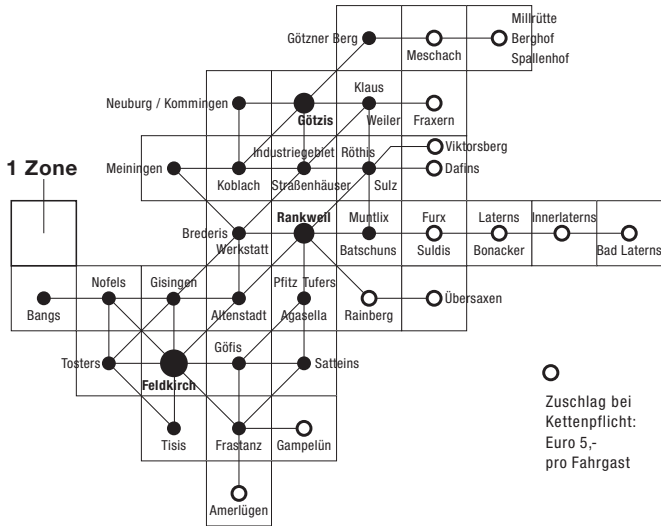 Millrütte
Götzner Berg
Berghof
Meschach
Spallenhof
Klaus
Neuburg / Kommingen
Götzis
Weiler
Fraxern
Industriegebiet
Röthis
Viktorsberg
1 Zone
Meiningen
Dafins
Koblach
Straßenhäuser
Sulz
Rankweil
Muntlix
Furx
Laterns
Innerlaterns
Brederis
Werkstatt
Batschuns
Suldis
Bonacker
Bad Laterns
Nofels
Gisingen
Pfitz
Tufers
Übersaxen
Bangs
Altenstadt
Agasella
Rainberg
Göfis
Tosters
Satteins
Feldkirch
Zuschlag bei
Kettenpflicht:
Euro 5,-
pro Fahrgast
Tisis
Frastanz
Gampelün
Amerlügen